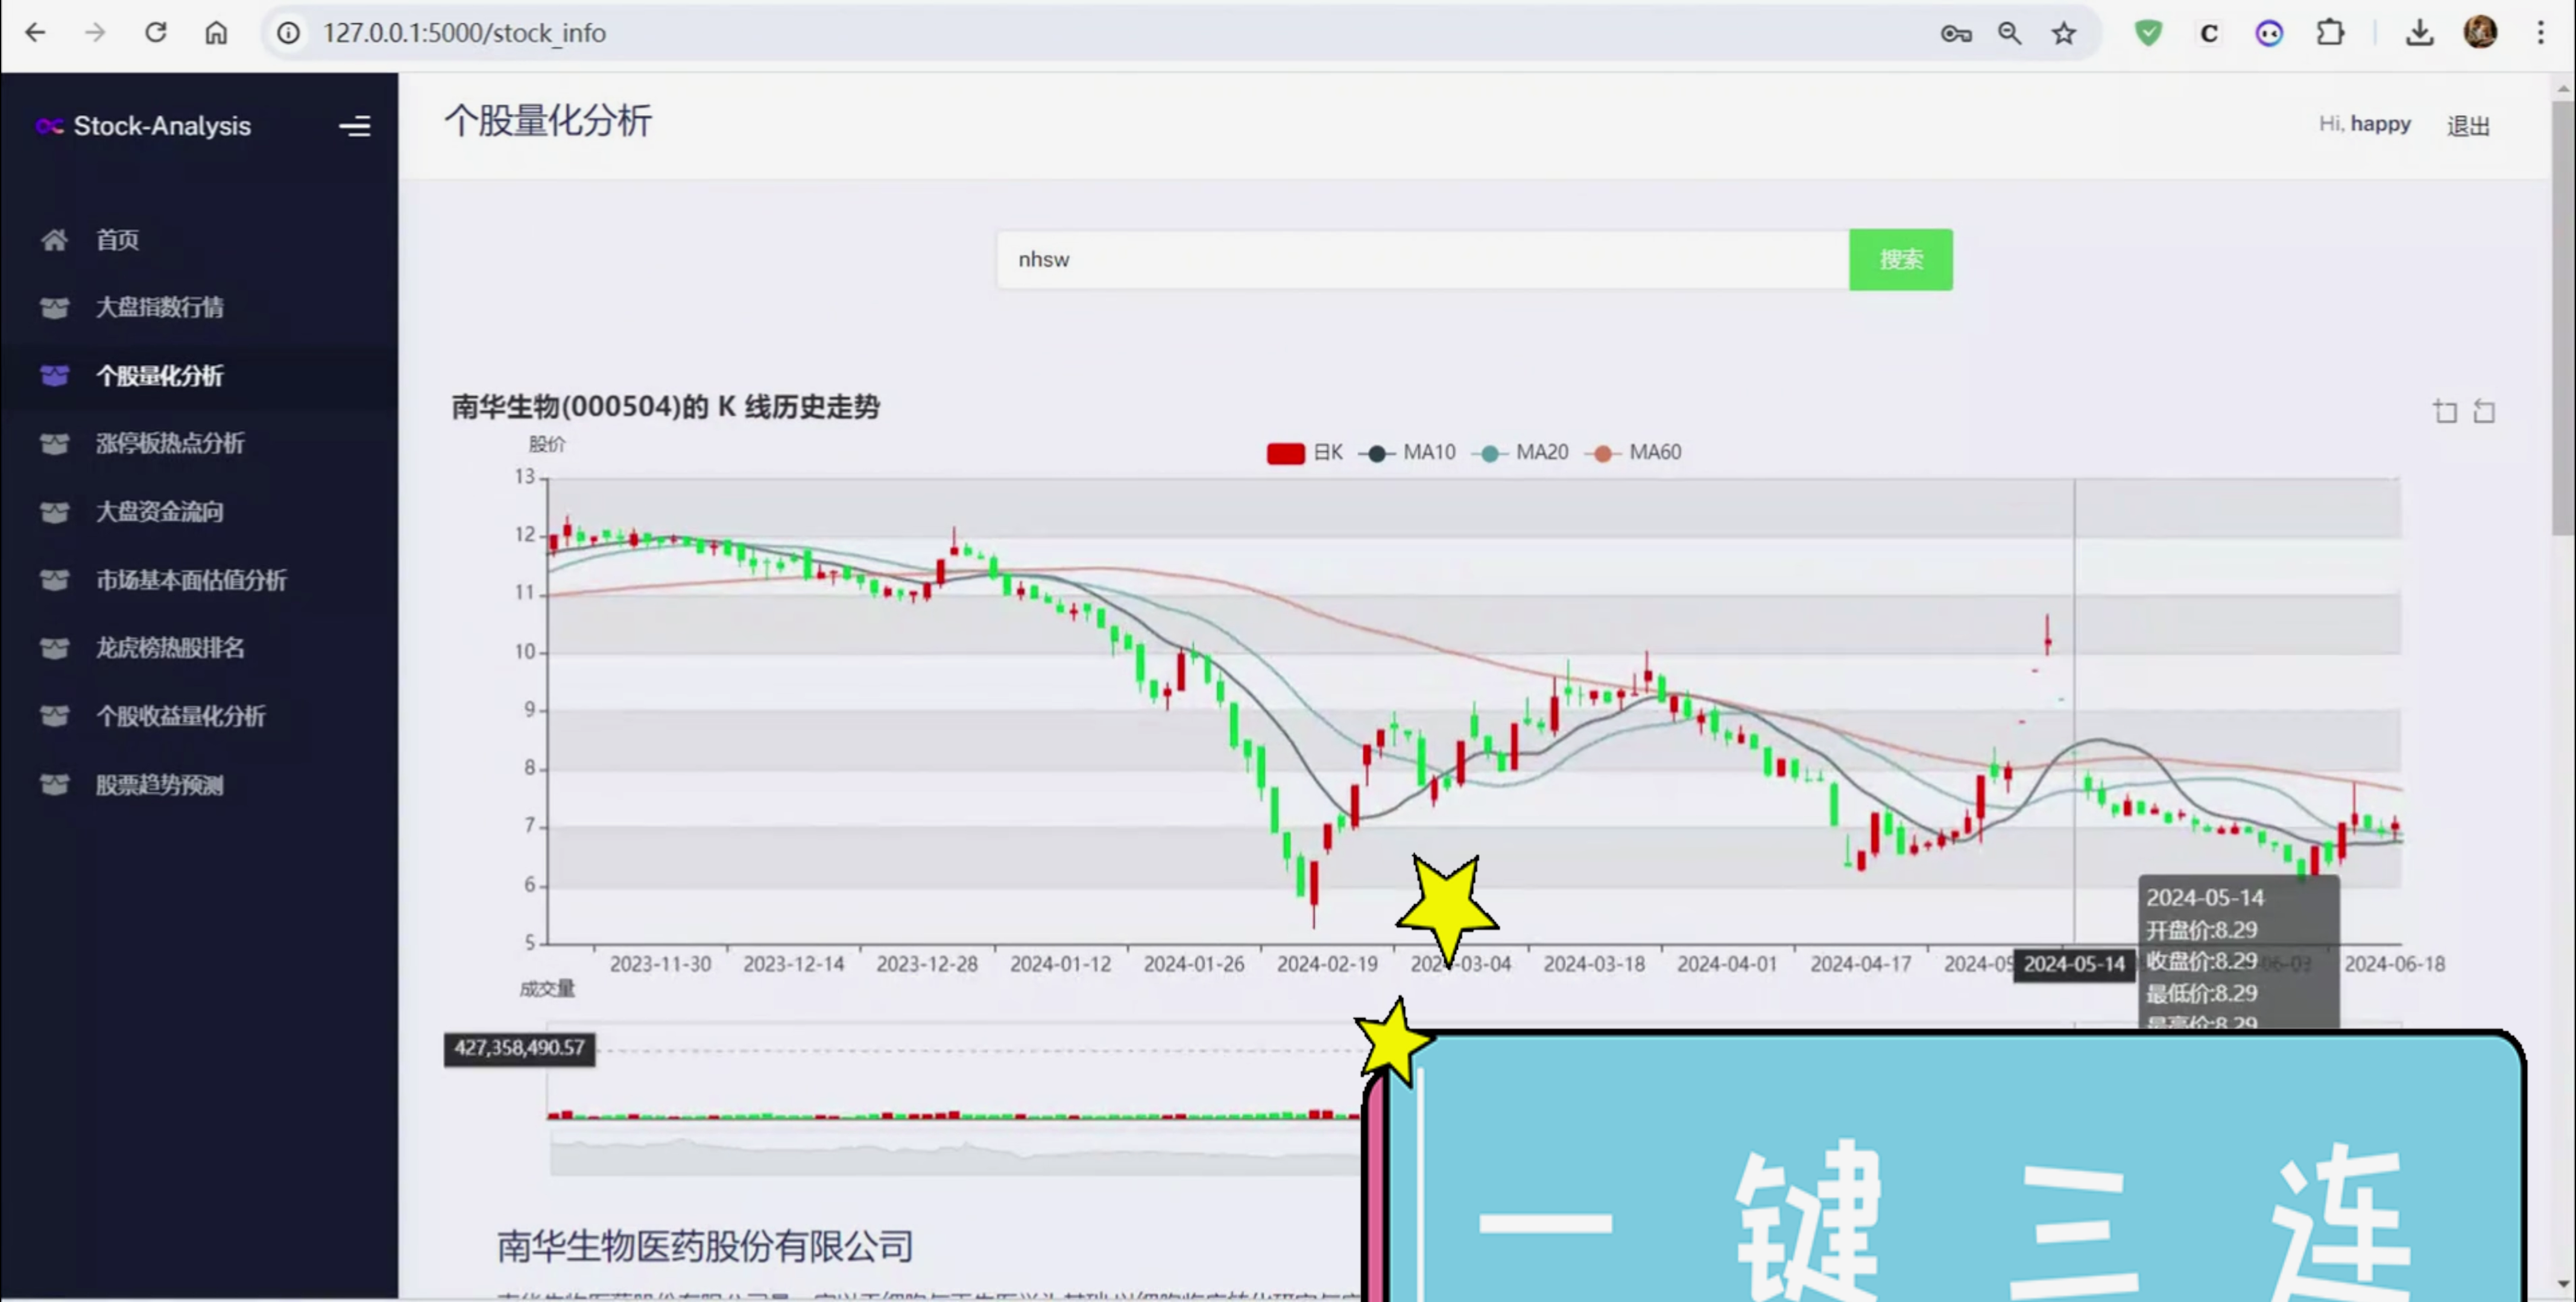 127.0.0.1:5000/stock_info
C
Stock-Analysis
个股量化分析
Hi, happy 退出
首页
大盘指数行情
个股量化分析
涨停板热点分析
大盘资金流向
市场基本面估值分析
龙虎榜热股排名
个股收益量化分析
股票趋势预测
nhsw 搜索
南华生物(000504)的 K 线历史走势
股价
日K MA10 MA20 MA60
13
12
11
10
9
8
7
6
5
2023-11-30 2023-12-14 2023-12-28 2024-01-12 2024-01-26 2024-02-19 2024-03-04 2024-03-18 2024-04-01 2024-04-17 2024-05 2024-05-14 2024-06-18
2024-05-14
开盘价:8.29
收盘价:8.29
最低价:8.29
最高价:8.29
成交量
427,358,490.57
南华生物医药股份有限公司
一键三连